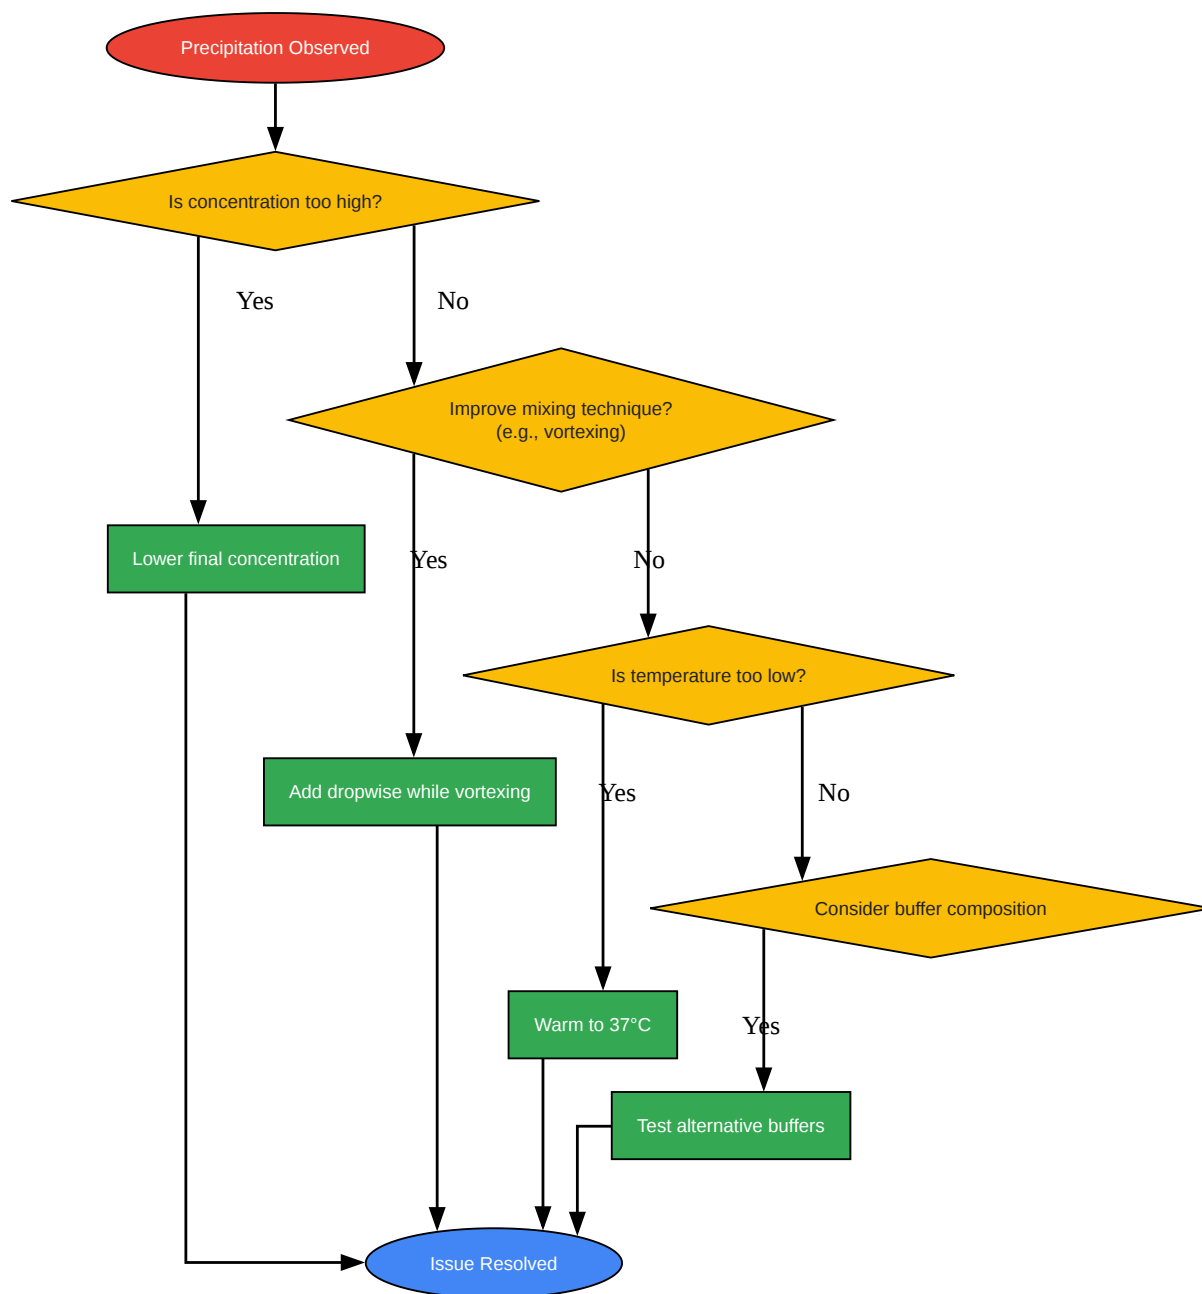 Precipitation Observed
Is concentration too high?
Yes
No
Improve mixing technique?
(e.g., vortexing)
Lower final concentration
Yes
No
Is temperature too low?
Add dropwise while vortexing
Yes
No
Consider buffer composition
Warm to 37°C
Yes
Test alternative buffers
Issue Resolved